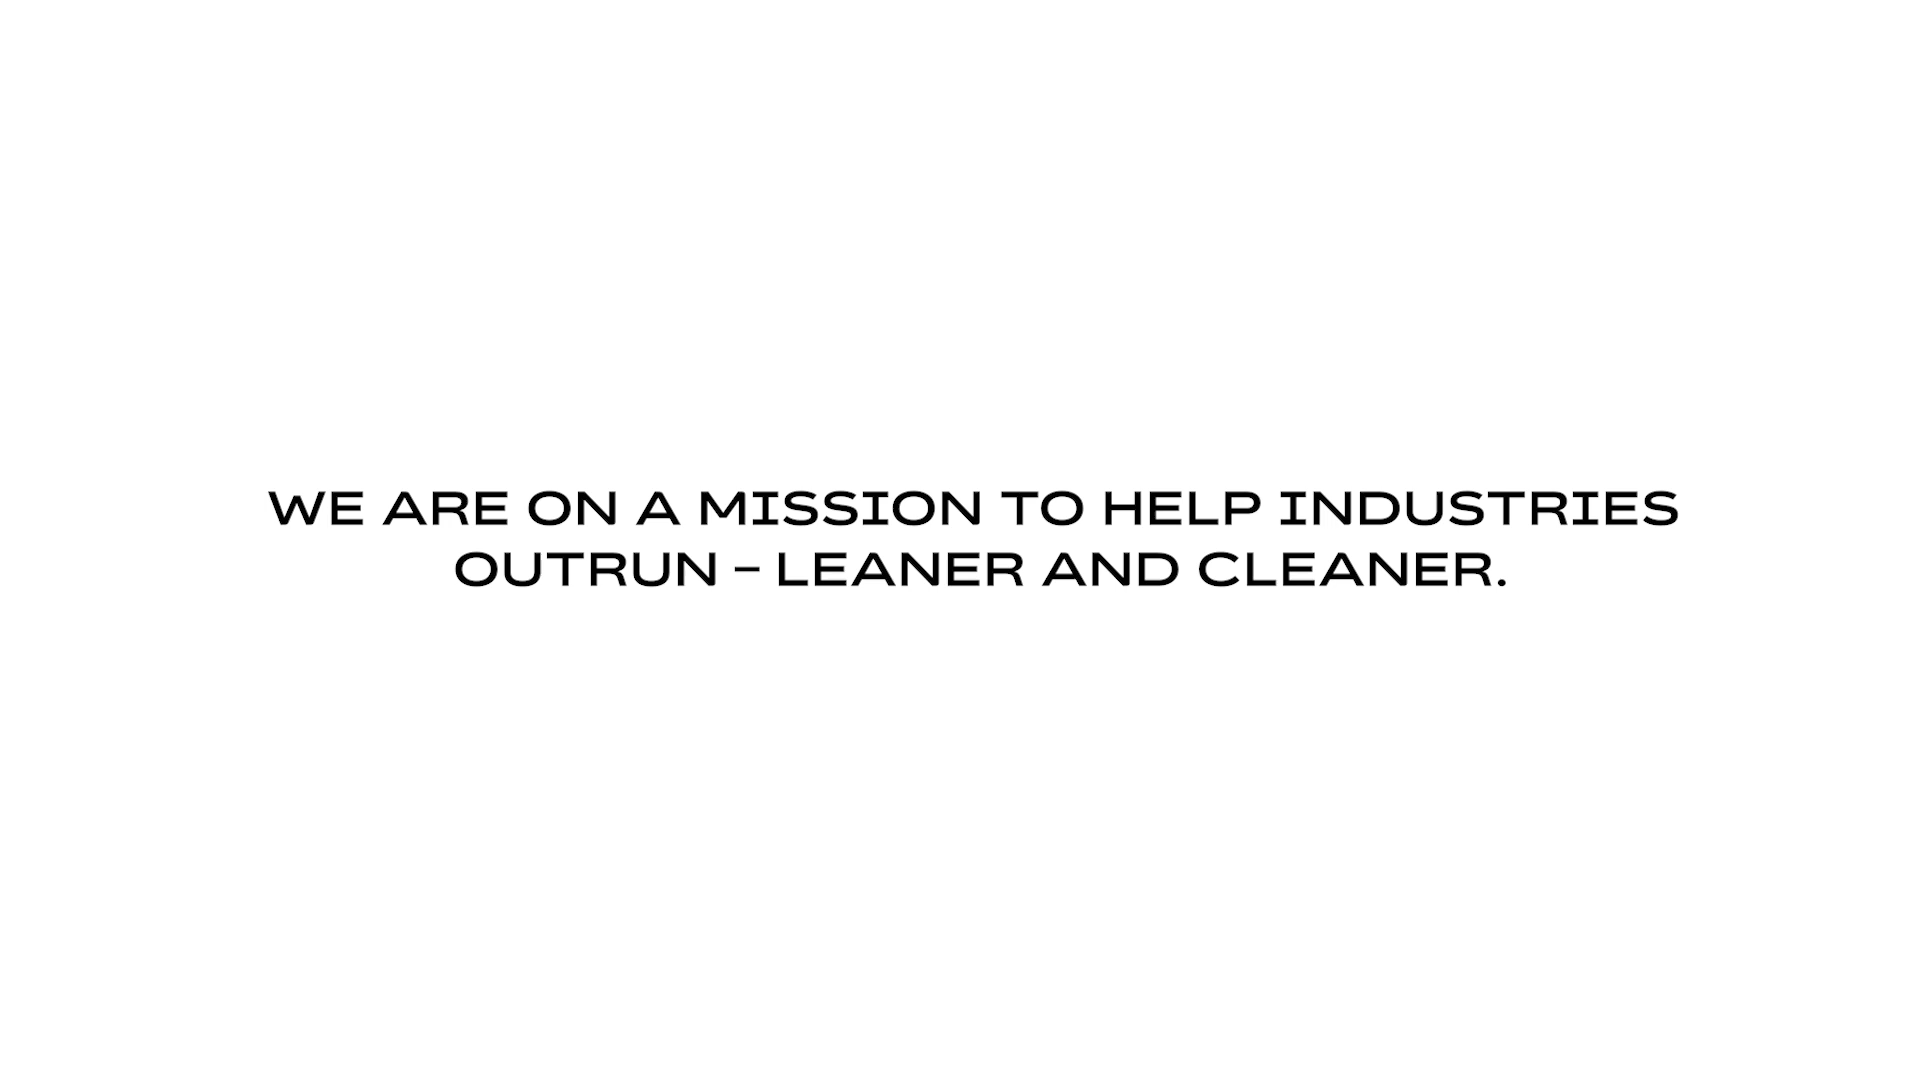 WE ARE ON A MISSION TO HELP INDUSTRIES
OUTRUN – LEANER AND CLEANER.